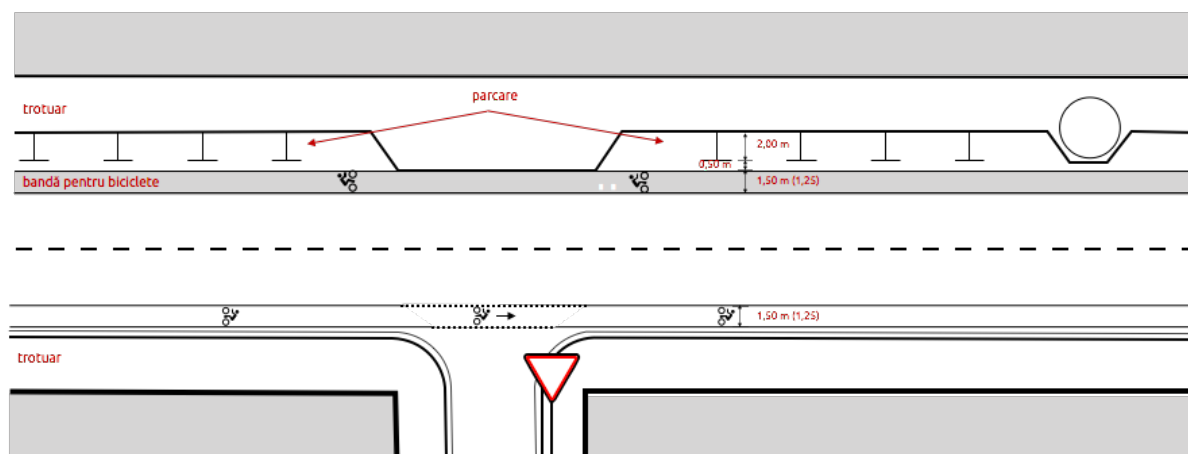 parcare
trotuar
2,00 m
0,50 m
bandă pentru biciclete
1,50 m (1,25)
1,50 m (1,25)
trotuar